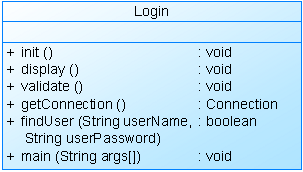 Login
+ init () : void
+ display () : void
+ validate () : void
+ getConnection () : Connection
+ findUser (String userName, : boolean
String userPassword)
+ main (String args[]) : void